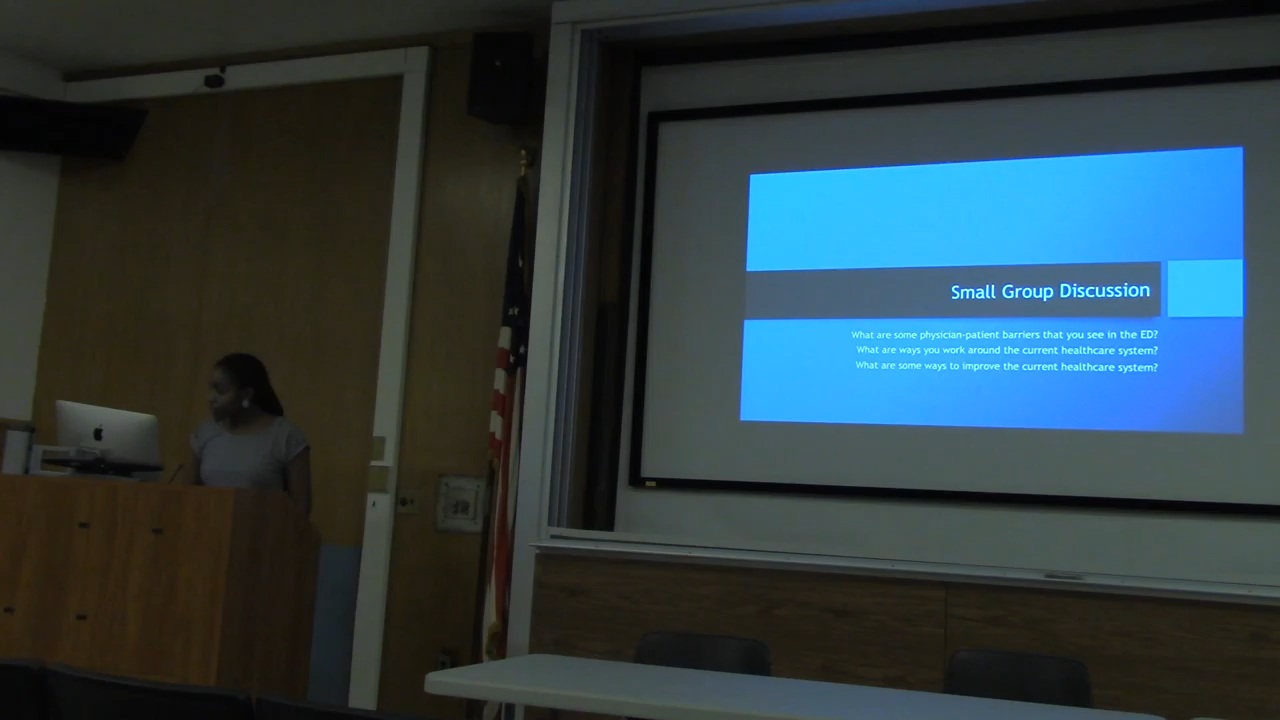 Small Group Discussion
What are some physician-patient barriers that you see in the ED?
What are ways you work around the current healthcare system?
What are some ways to improve the current healthcare system?